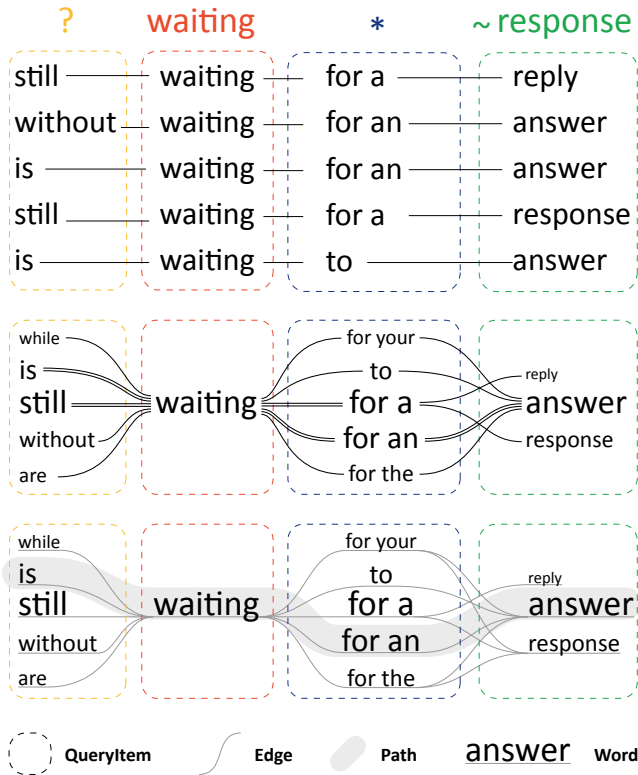 ? waiting * ~ response
still waiting for a reply
without waiting for an answer
is waiting for an answer
still waiting for a response
is waiting to answer
while for your
is to reply
still waiting for a answer
without for an response
are for the
while for your
is to reply
still waiting for a answer
without for an response
are for the
QueryItem Edge Path answer Word